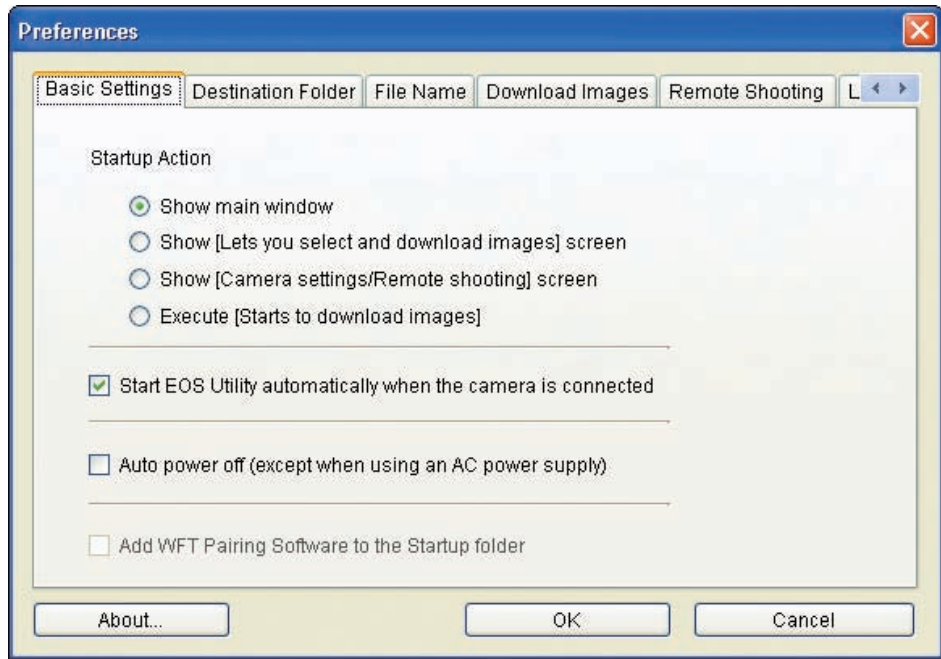 Preferences
Basic Settings Destination Folder File Name Download Images Remote Shooting L
Startup Action
Show main window
Show [Lets you select and download images] screen
Show [Camera settings/Remote shooting] screen
Execute [Starts to download images]
Start EOS Utility automatically when the camera is connected
Auto power off (except when using an AC power supply)
Add WFT Pairing Software to the Startup folder
About... OK Cancel